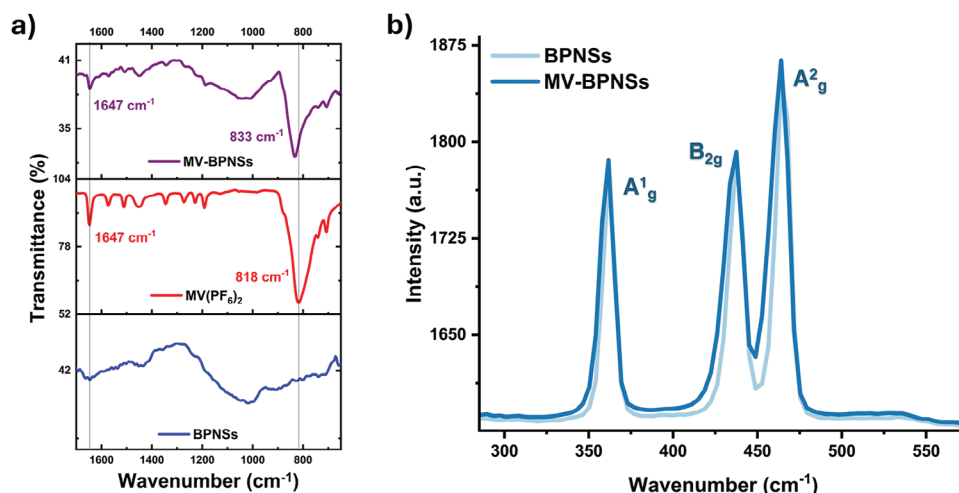 a)
1600 1400 1200 1000 800
41
35
1647 cm⁻¹
833 cm⁻¹
MV-BPNSs
104
78
52
1647 cm⁻¹
818 cm⁻¹
MV(PF₆)₂
42
BPNSs
Transmittance (%)
1600 1400 1200 1000 800
Wavenumber (cm⁻¹)
b)
BPNSs
MV-BPNSs
A¹g
B₂g
A²g
1875
1800
1725
1650
Intensity (a.u.)
300 350 400 450 500 550
Wavenumber (cm⁻¹)